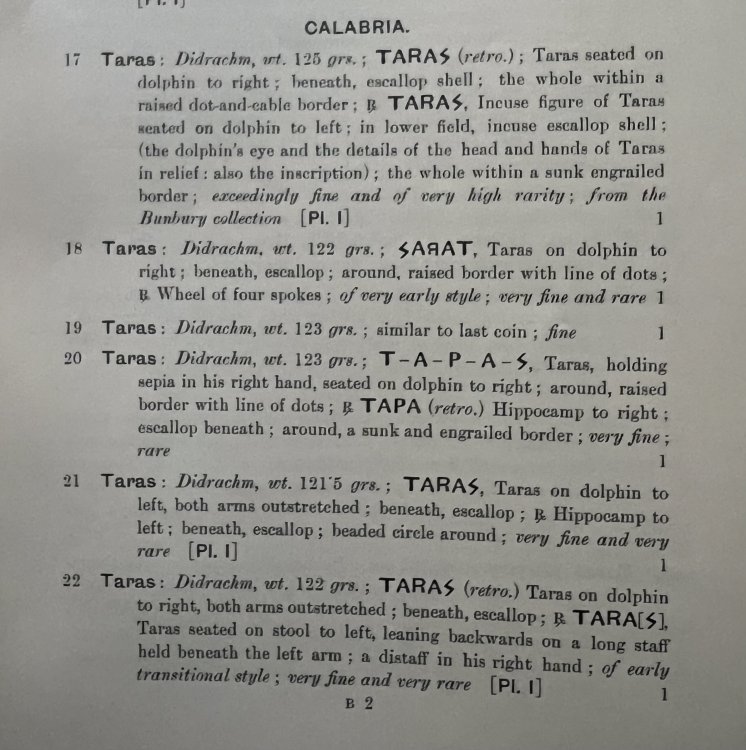 [PL. I]
CALABRIA.
17 Taras: Didrachm, wt. 125 grs.; TARAS (retro.); Taras seated on
dolphin to right; beneath, escallop shell; the whole within a
raised dot-and-cable border; ℞ TARAS, Incuse figure of Taras
seated on dolphin to left; in lower field, incuse escallop shell;
(the dolphin's eye and the details of the head and hands of Taras
in relief: also the inscription); the whole within a sunk engrailed
border; exceedingly fine and of very high rarity; from the
Bunbury collection [Pl. I] 1
18 Taras: Didrachm, wt. 122 grs.; SAЯAT, Taras on dolphin to
right; beneath, escallop; around, raised border with line of dots;
℞ Wheel of four spokes; of very early style; very fine and rare 1
19 Taras: Didrachm, wt. 123 grs.; similar to last coin; fine 1
20 Taras: Didrachm, wt. 123 grs.; T–A–P–A–S, Taras, holding
sepia in his right hand, seated on dolphin to right; around, raised
border with line of dots; ℞ TAPA (retro.) Hippocamp to right;
escallop beneath; around, a sunk and engrailed border; very fine;
rare 1
21 Taras: Didrachm, wt. 121·5 grs.; TARAS, Taras on dolphin to
left, both arms outstretched; beneath, escallop; ℞ Hippocamp to
left; beneath, escallop; beaded circle around; very fine and very
rare [Pl. I] 1
22 Taras: Didrachm, wt. 122 grs.; TARAS (retro.) Taras on dolphin
to right, both arms outstretched; beneath, escallop; ℞ TARA[S],
Taras seated on stool to left, leaning backwards on a long staff
held beneath the left arm; a distaff in his right hand; of early
transitional style; very fine and very rare [Pl. I] 1
B 2